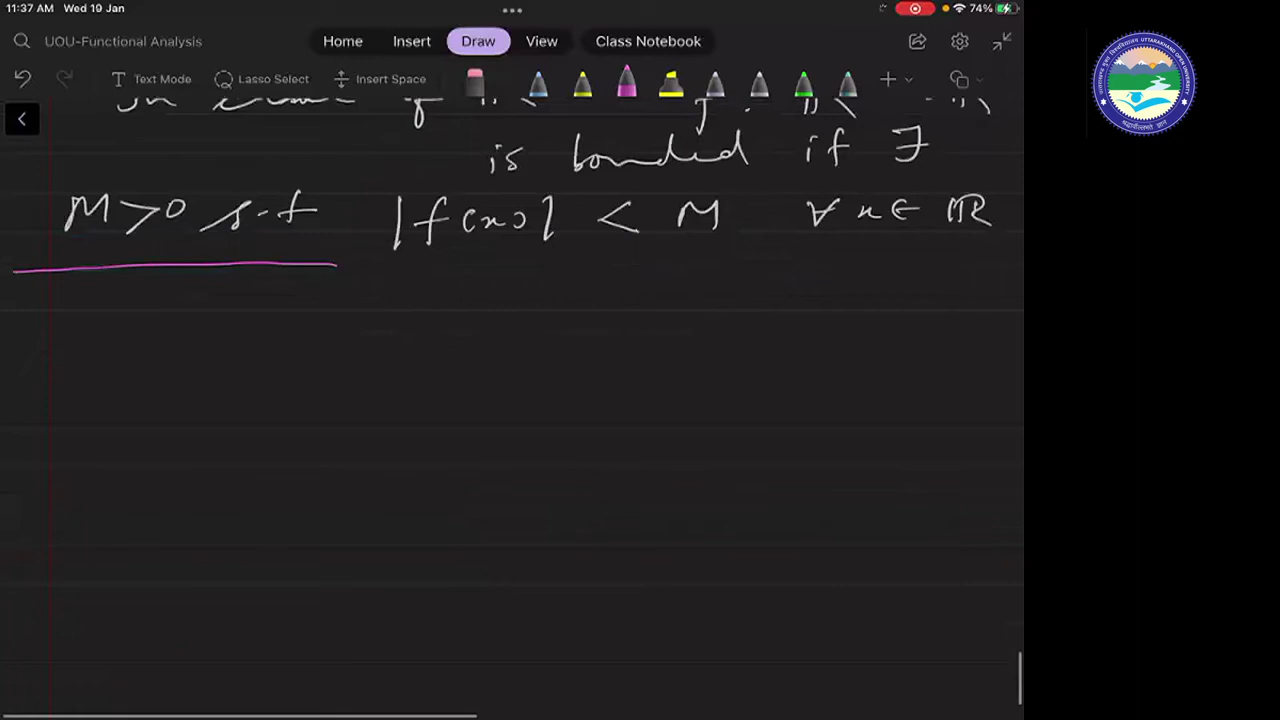 11:37 AM Wed 19 Jan
74%
UOU-Functional Analysis
Home Insert Draw View Class Notebook
Text Mode Lasso Select Insert Space
is bounded if ∃
M>0 s.t |f(x)| < M ∀ x ∈ ℝ